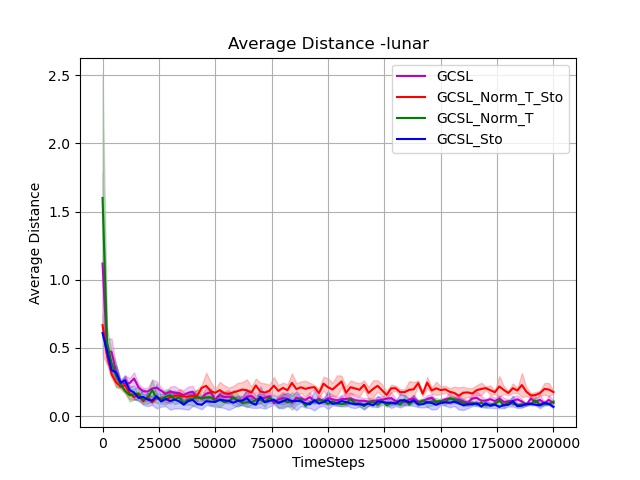 Average Distance -lunar
GCSL
GCSL_Norm_T_Sto
GCSL_Norm_T
GCSL_Sto
Average Distance
2.5
2.0
1.5
1.0
0.5
0.0
0 25000 50000 75000 100000 125000 150000 175000 200000
TimeSteps